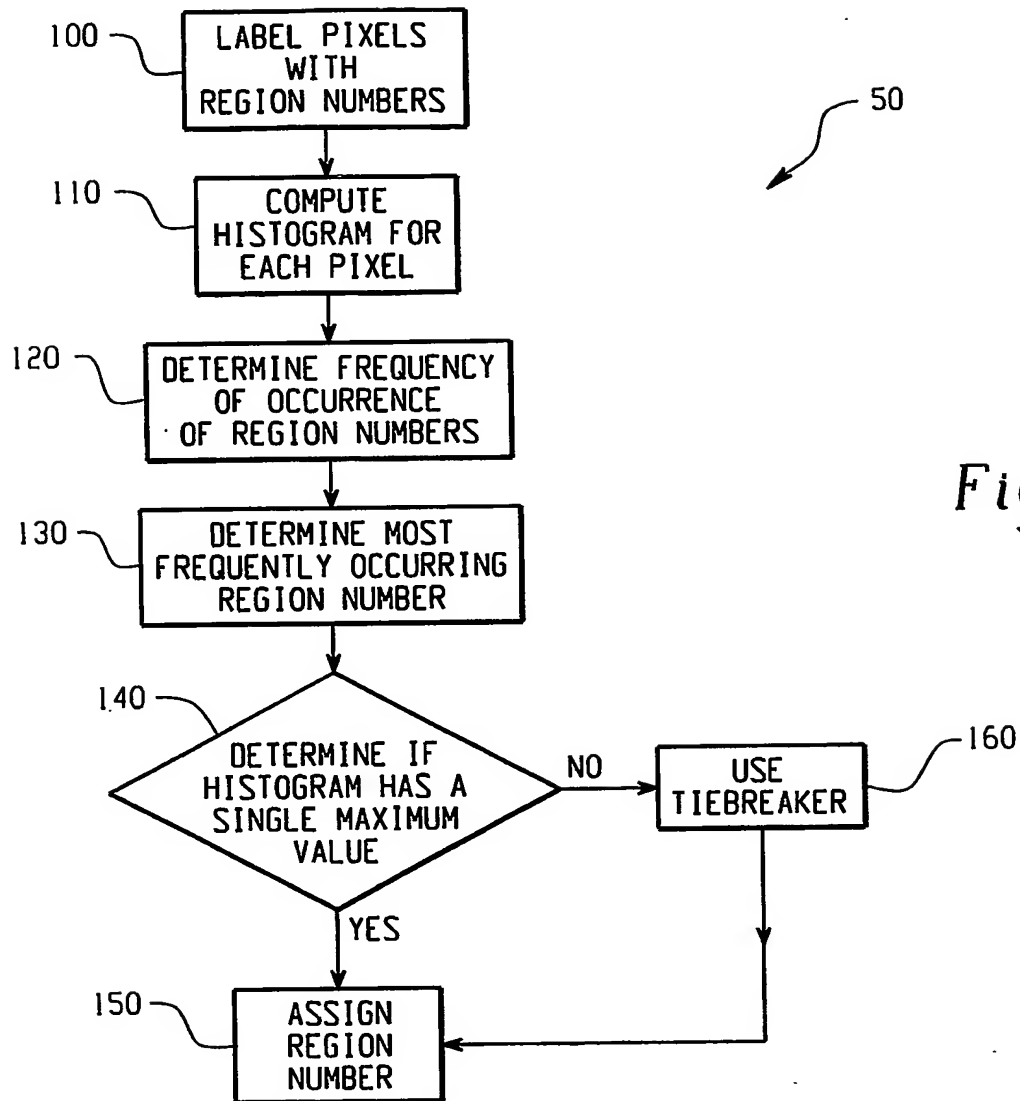 100
LABEL PIXELS
WITH
REGION NUMBERS
50
110
COMPUTE
HISTOGRAM FOR
EACH PIXEL
120
DETERMINE FREQUENCY
OF OCCURRENCE
OF REGION NUMBERS
130
DETERMINE MOST
FREQUENTLY OCCURRING
REGION NUMBER
140
DETERMINE IF
HISTOGRAM HAS A
SINGLE MAXIMUM
VALUE
NO
USE
TIEBREAKER
160
YES
150
ASSIGN
REGION
NUMBER